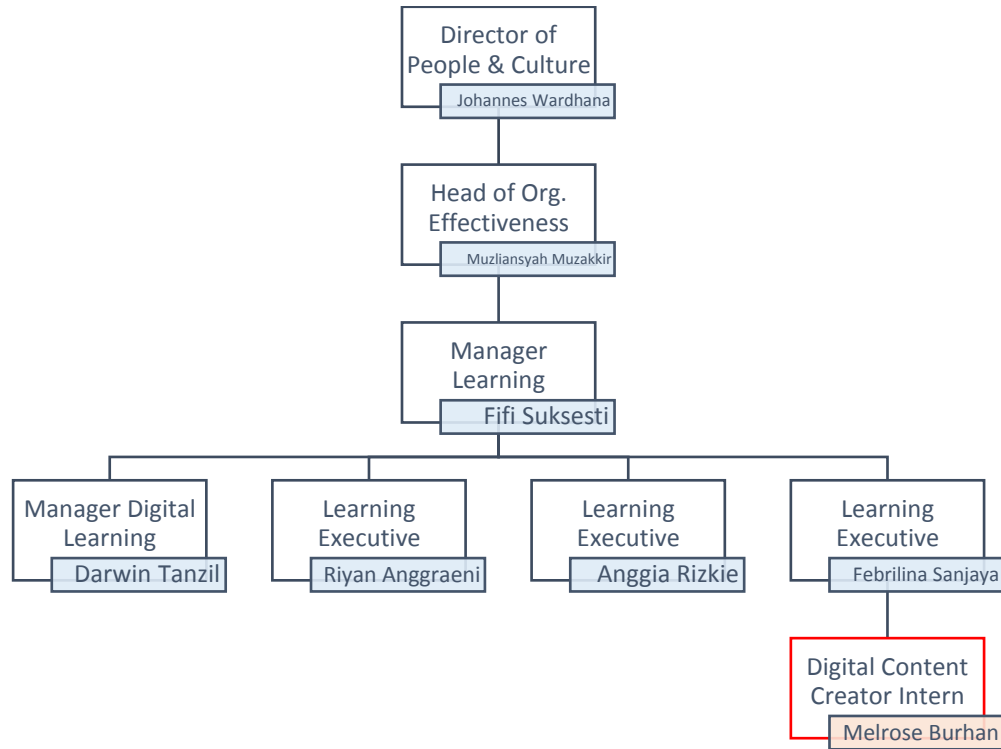 Director of
People & Culture
Johannes Wardhana
Head of Org.
Effectiveness
Muzliansyah Muzakkir
Manager
Learning
Fifi Suksesti
Manager Digital
Learning
Darwin Tanzil
Learning
Executive
Riyan Anggraeni
Learning
Executive
Anggia Rizkie
Learning
Executive
Febrilina Sanjaya
Digital Content
Creator Intern
Melrose Burhan